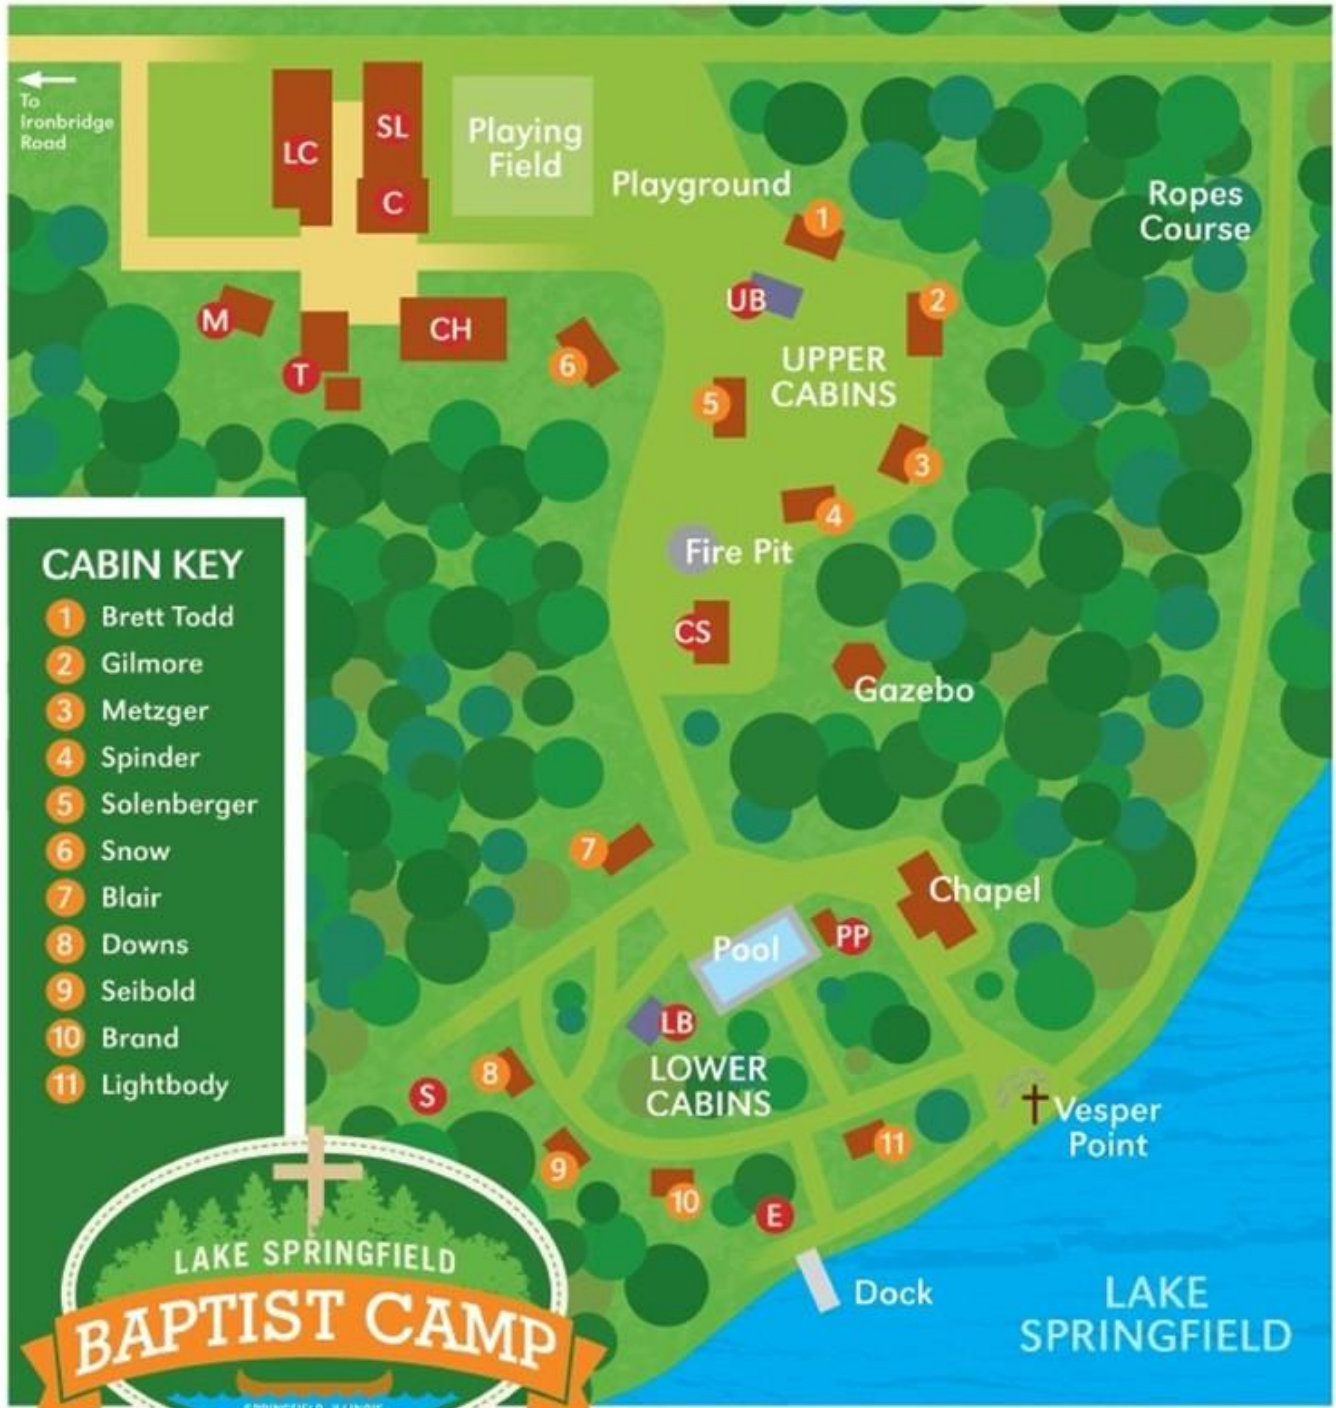 To
Ironbridge
Road
LC
SL
C
Playing
Field
Playground
Ropes
Course
1
UB
2
M
T
CH
6
UPPER
CABINS
5
3
4
Fire Pit
CS
Gazebo
CABIN KEY
1 Brett Todd
2 Gilmore
3 Metzger
4 Spinder
5 Solenberger
6 Snow
7 Blair
8 Downs
9 Seibold
10 Brand
11 Lightbody
7
Chapel
Pool
PP
LB
LOWER
CABINS
8
S
Vesper
Point
11
9
10
E
Dock
LAKE
SPRINGFIELD
LAKE SPRINGFIELD
BAPTIST CAMP
SPRINGFIELD, ILLINOIS